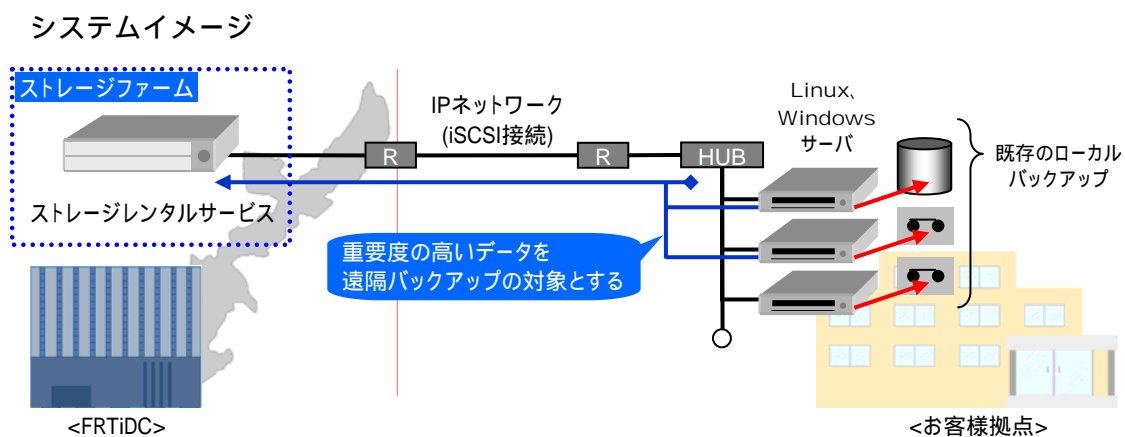 システムイメージ
ストレージファーム
ストレージレンタルサービス
IPネットワーク
(iSCSI接続)
R
R
HUB
Linux、
Windows
サーバ
既存のローカル
バックアップ
重要度の高いデータを
遠隔バックアップの対象とする
<FRTiDC>
<お客様拠点>